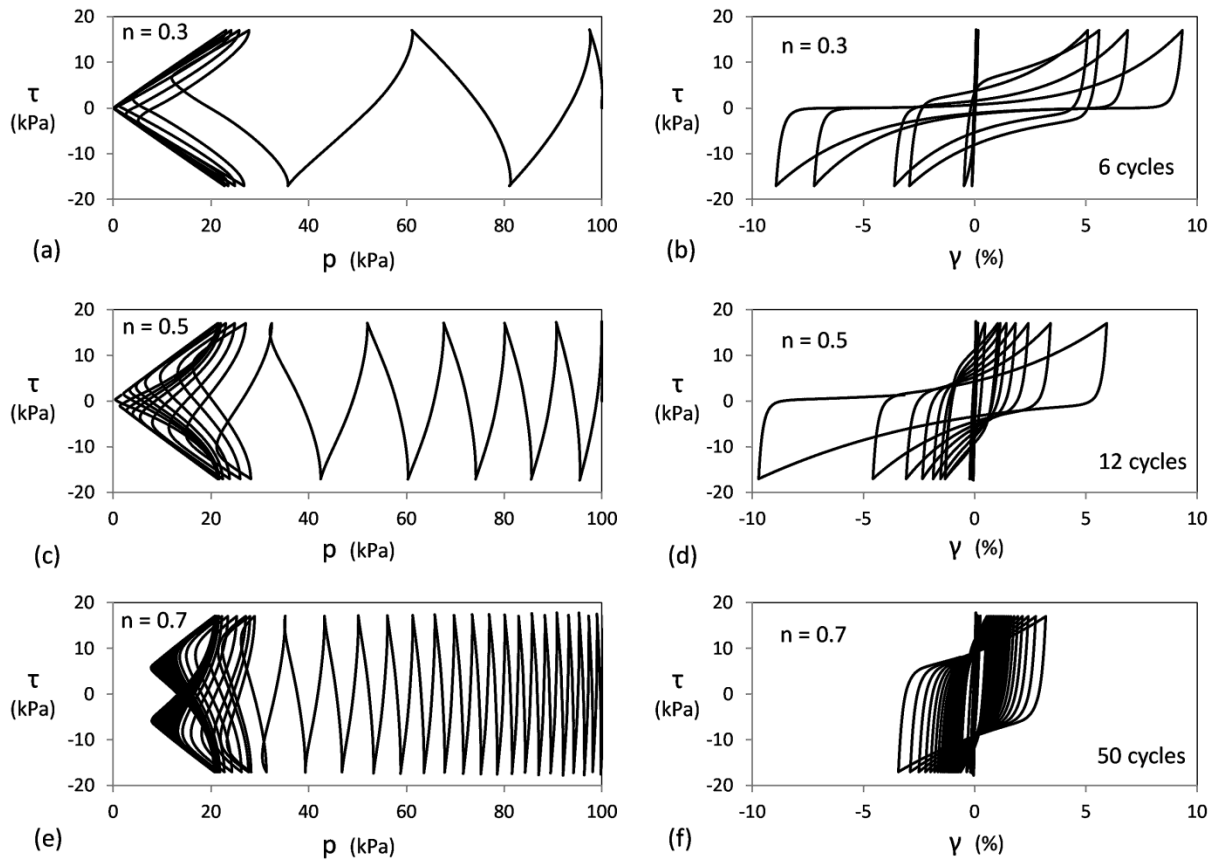 n = 0.3
τ
(kPa)
20
10
0
-10
-20
0 20 40 60 80 100
(a)
p (kPa)
n = 0.3
τ
(kPa)
20
10
0
-10
-20
6 cycles
-10 -5 0 5 10
(b)
γ (%)
n = 0.5
τ
(kPa)
20
10
0
-10
-20
0 20 40 60 80 100
(c)
p (kPa)
n = 0.5
τ
(kPa)
20
10
0
-10
-20
12 cycles
-10 -5 0 5 10
(d)
γ (%)
n = 0.7
τ
(kPa)
20
10
0
-10
-20
0 20 40 60 80 100
(e)
p (kPa)
n = 0.7
τ
(kPa)
20
10
0
-10
-20
50 cycles
-10 -5 0 5 10
(f)
γ (%)